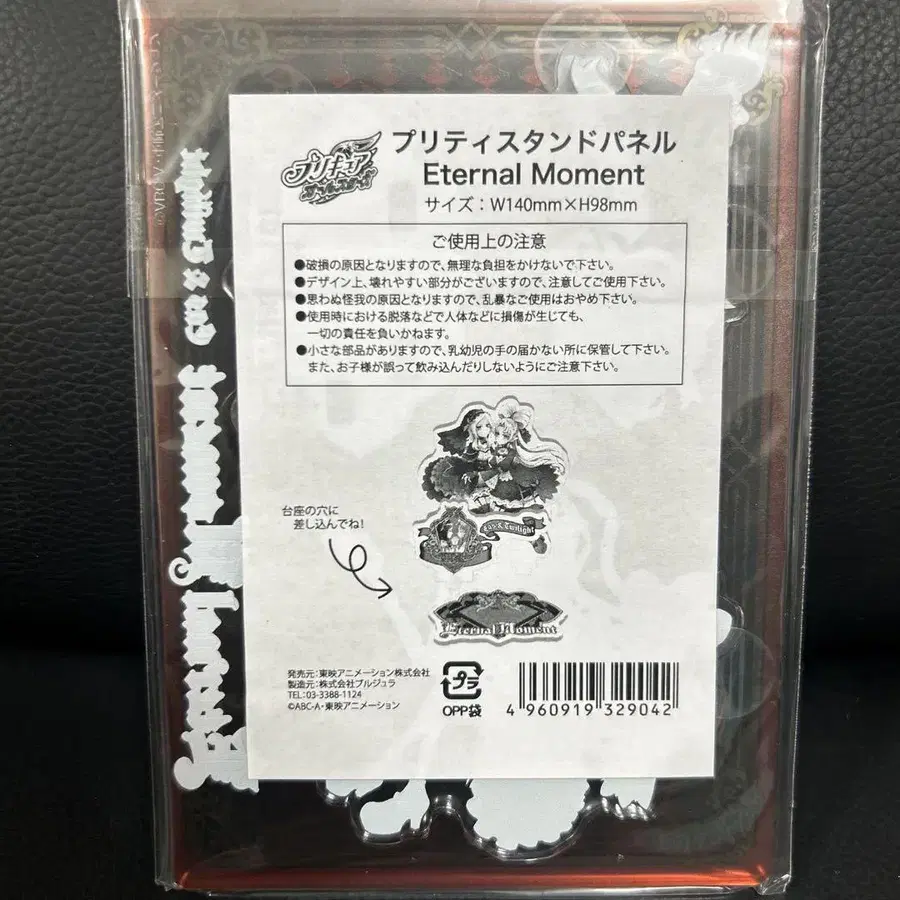 プリキュア
オールスターズ
プリティスタンドパネル
Eternal Moment
サイズ：W140mm×H98mm
ご使用上の注意
●破損の原因となりますので、無理な負担をかけないで下さい。
●デザイン上、壊れやすい部分がございますので、注意してご使用下さい。
●思わぬ怪我の原因となりますので、乱暴なご使用はおやめ下さい。
●使用時における脱落などで人体などに損傷が生じても、
一切の責任を負いかねます。
●小さな部品がありますので、乳幼児の手の届かない所に保管して下さい。
また、お子様が誤って飲み込んだりしないようにご注意下さい。
台座の穴に
差し込んでね!
Eas & Twilight
Eternal Moment
発売元：東映アニメーション株式会社
製造元：株式会社プルジュラ
TEL：03-3388-1124
©ABC-A・東映アニメーション
プラ
OPP袋
4 960919 329042